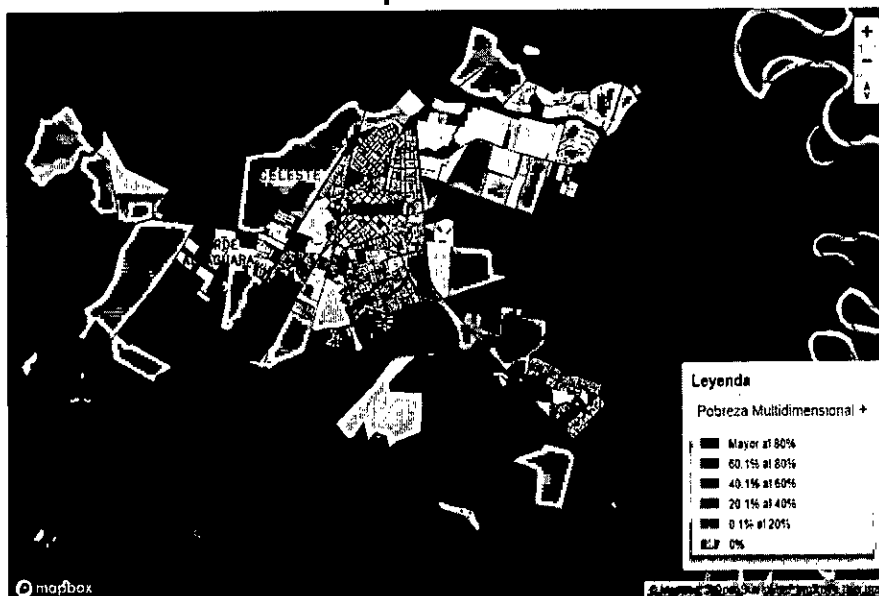 CELESTE
+
−
Leyenda
Pobreza Multidimensional +
Mayor al 80%
60.1% al 80%
40.1% al 60%
20.1% al 40%
0.1% al 20%
0%
mapbox